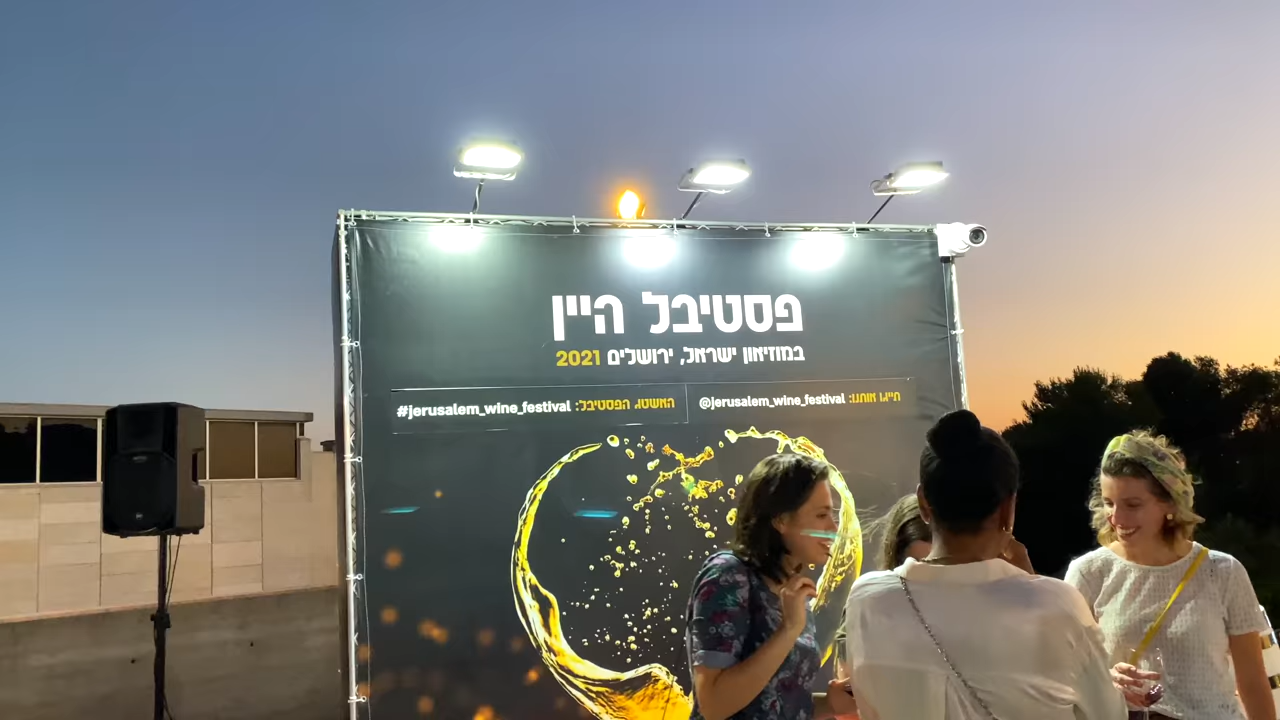 פסטיבל היין
במוזיאון ישראל, ירושלים 2021
תייגו אותנו: @jerusalem_wine_festival
האשטג הפסטיבל: #jerusalem_wine_festival